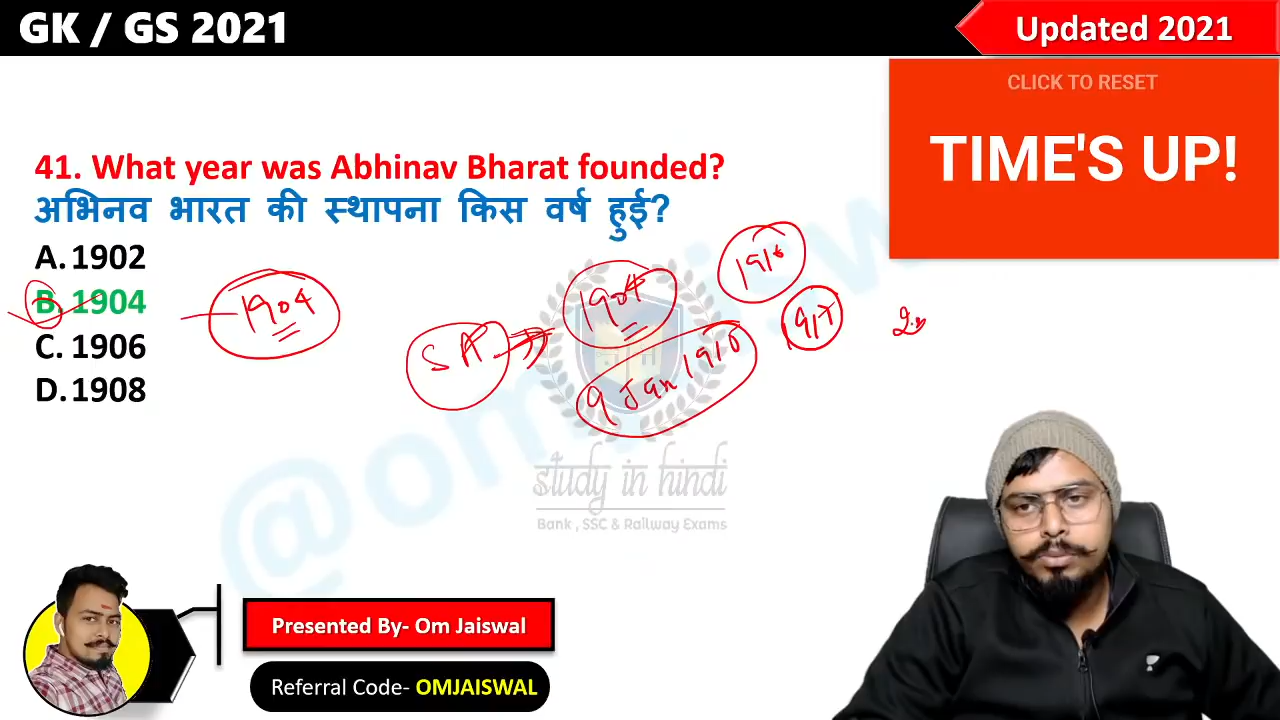 GK / GS 2021
Updated 2021
CLICK TO RESET
TIME'S UP!
41. What year was Abhinav Bharat founded?
अभिनव भारत की स्थापना किस वर्ष हुई?
A. 1902
B. 1904
C. 1906
D. 1908
1904
SA
1904
9 Jan 1915
1916
1917
study in hindi
Bank , SSC & Railway Exams
Presented By- Om Jaiswal
Referral Code- OMJAISWAL